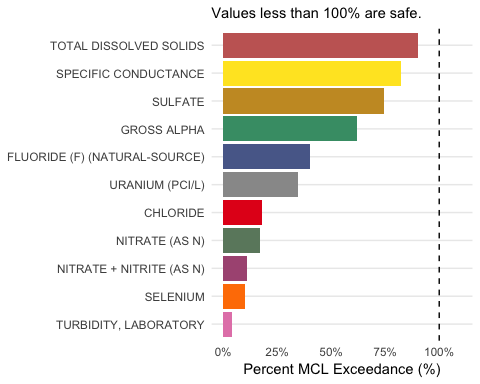 Values less than 100% are safe.
TOTAL DISSOLVED SOLIDS
SPECIFIC CONDUCTANCE
SULFATE
GROSS ALPHA
FLUORIDE (F) (NATURAL-SOURCE)
URANIUM (PCI/L)
CHLORIDE
NITRATE (AS N)
NITRATE + NITRITE (AS N)
SELENIUM
TURBIDITY, LABORATORY
0% 25% 50% 75% 100%
Percent MCL Exceedance (%)